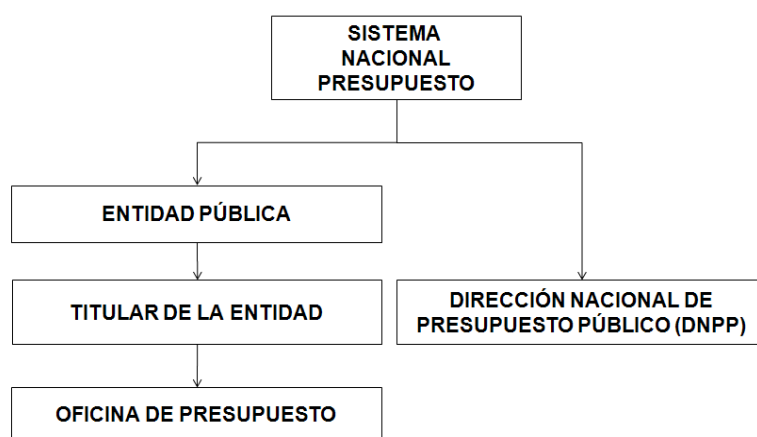 SISTEMA
NACIONAL
PRESUPUESTO
ENTIDAD PÚBLICA
TITULAR DE LA ENTIDAD
DIRECCIÓN NACIONAL DE
PRESUPUESTO PÚBLICO (DNPP)
OFICINA DE PRESUPUESTO